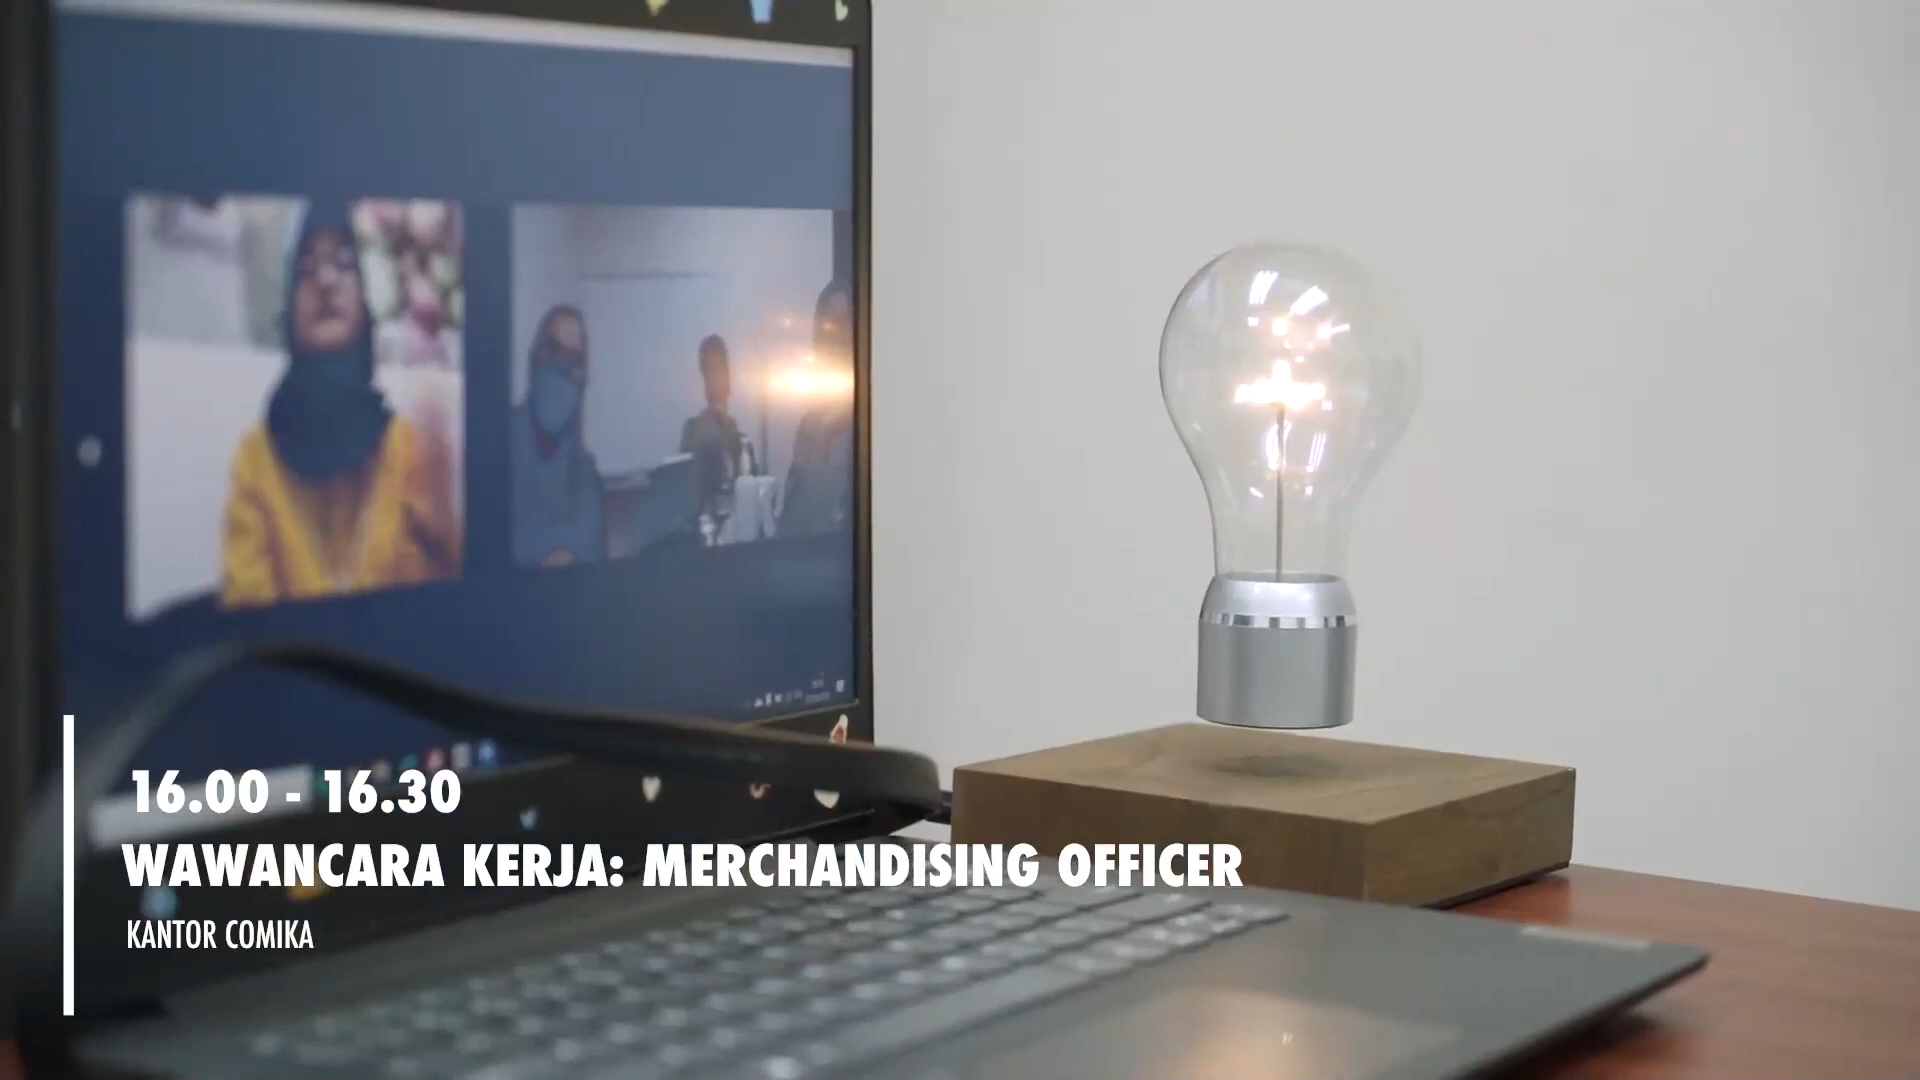 16.00 - 16.30
WAWANCARA KERJA: MERCHANDISING OFFICER
KANTOR COMIKA